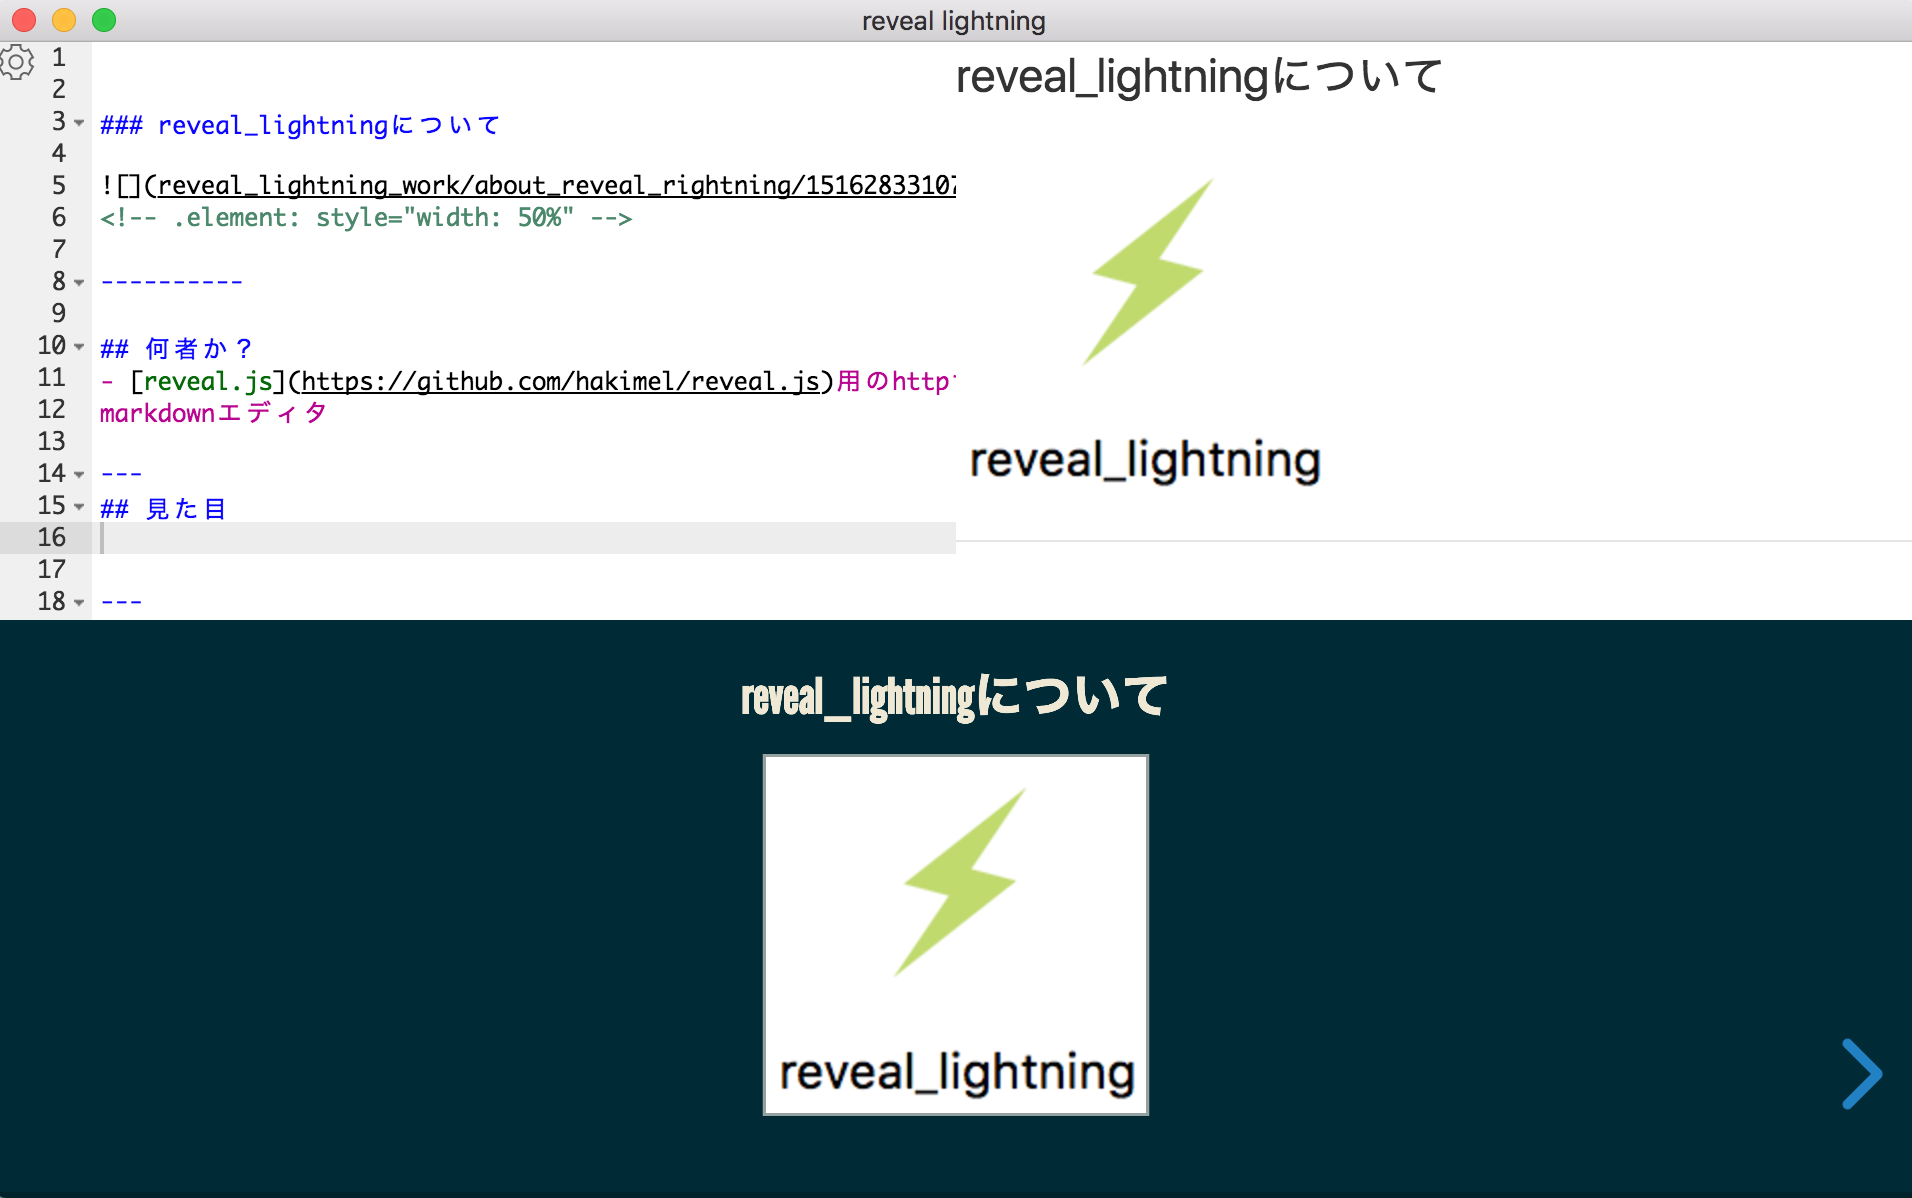 reveal lightning
1
2
3 ### reveal_lightningについて
4
5 ![](reveal_lightning_work/about_reveal_rightning/1516283310
6 <!-- .element: style="width: 50%" -->
7
8 ----------
9
10 ## 何者か？
11 - [reveal.js](https://github.com/hakimel/reveal.js)用のhttp
12 markdownエディタ
13
14 ---
15 ## 見た目
16
17
18 ---
reveal_lightningについて
reveal_lightning
reveal_lightningについて
reveal_lightning